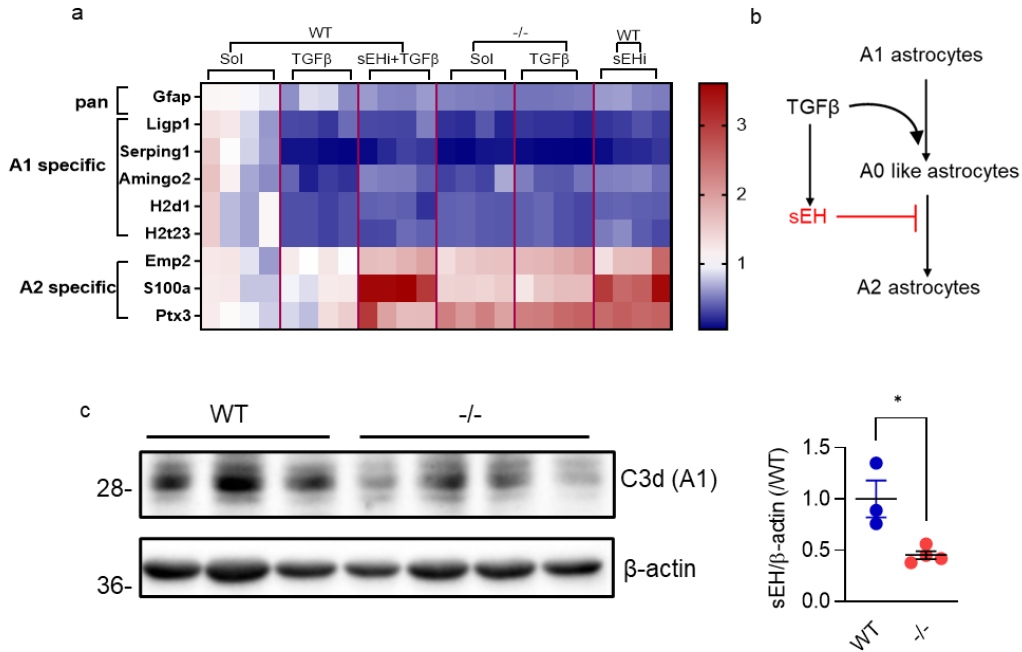 a
WT -/- WT
Sol TGFβ sEHi+TGFβ Sol TGFβ sEHi
pan
A1 specific
A2 specific
Gfap
Ligp1
Serping1
Amingo2
H2d1
H2t23
Emp2
S100a
Ptx3
3
2
1
b
A1 astrocytes
TGFβ
A0 like astrocytes
sEH
A2 astrocytes
c
WT -/-
28-
C3d (A1)
36-
β-actin
*
sEH/β-actin (/WT)
1.5
1.0
0.5
0.0
WT -/-